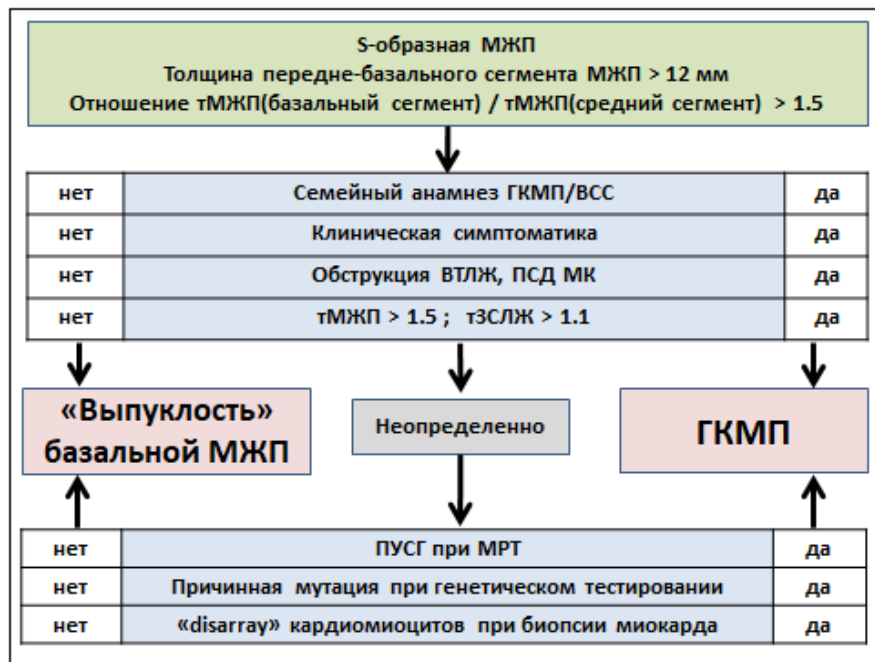 S-образная МЖП
Толщина передне-базального сегмента МЖП > 12 мм
Отношение тМЖП(базальный сегмент) / тМЖП(средний сегмент) > 1.5
нет Семейный анамнез ГКМП/ВСС да
нет Клиническая симптоматика да
нет Обструкция ВТЛЖ, ПСД МК да
нет тМЖП > 1.5 ; тЗСЛЖ > 1.1 да
«Выпуклость»
базальной МЖП
Неопределенно
ГКМП
нет ПУСГ при МРТ да
нет Причинная мутация при генетическом тестировании да
нет «disarray» кардиомиоцитов при биопсии миокарда да